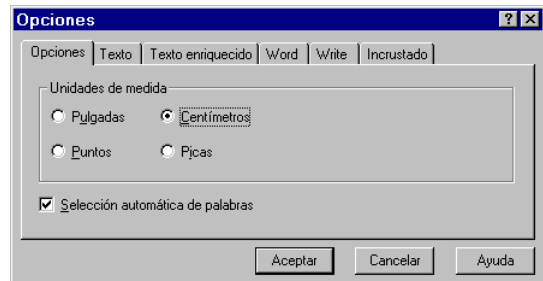 Opciones
Opciones Texto Texto enriquecido Word Write Incrustado
Unidades de medida
Pulgadas Centímetros
Puntos Picas
Selección automática de palabras
Aceptar Cancelar Ayuda